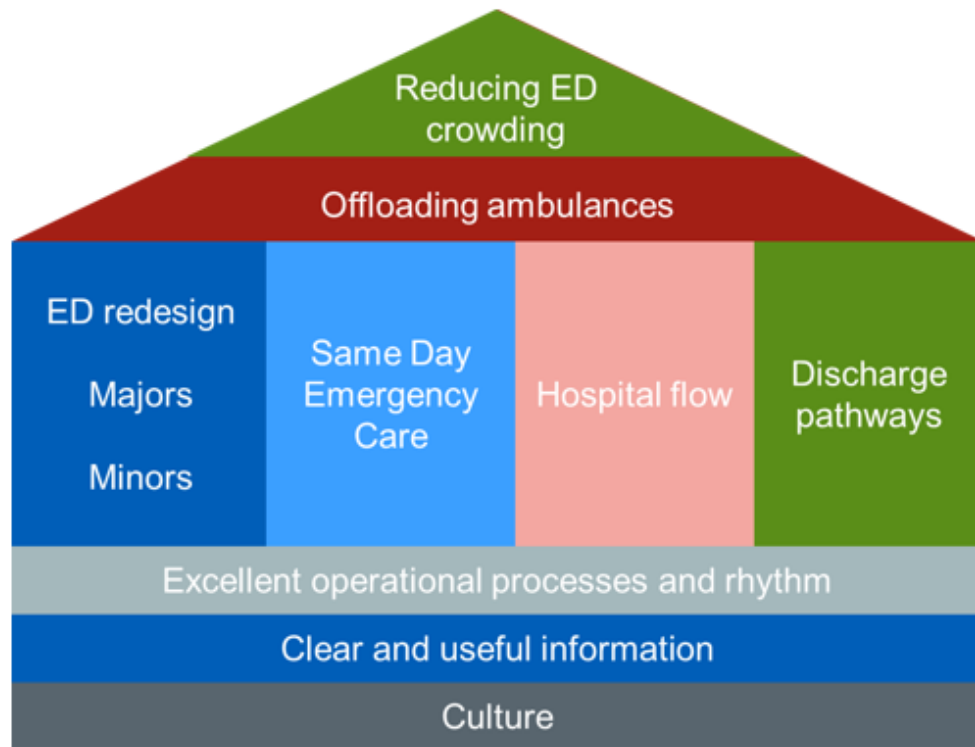 Reducing ED
crowding
Offloading ambulances
ED redesign
Majors
Minors
Same Day
Emergency
Care
Hospital flow
Discharge
pathways
Excellent operational processes and rhythm
Clear and useful information
Culture